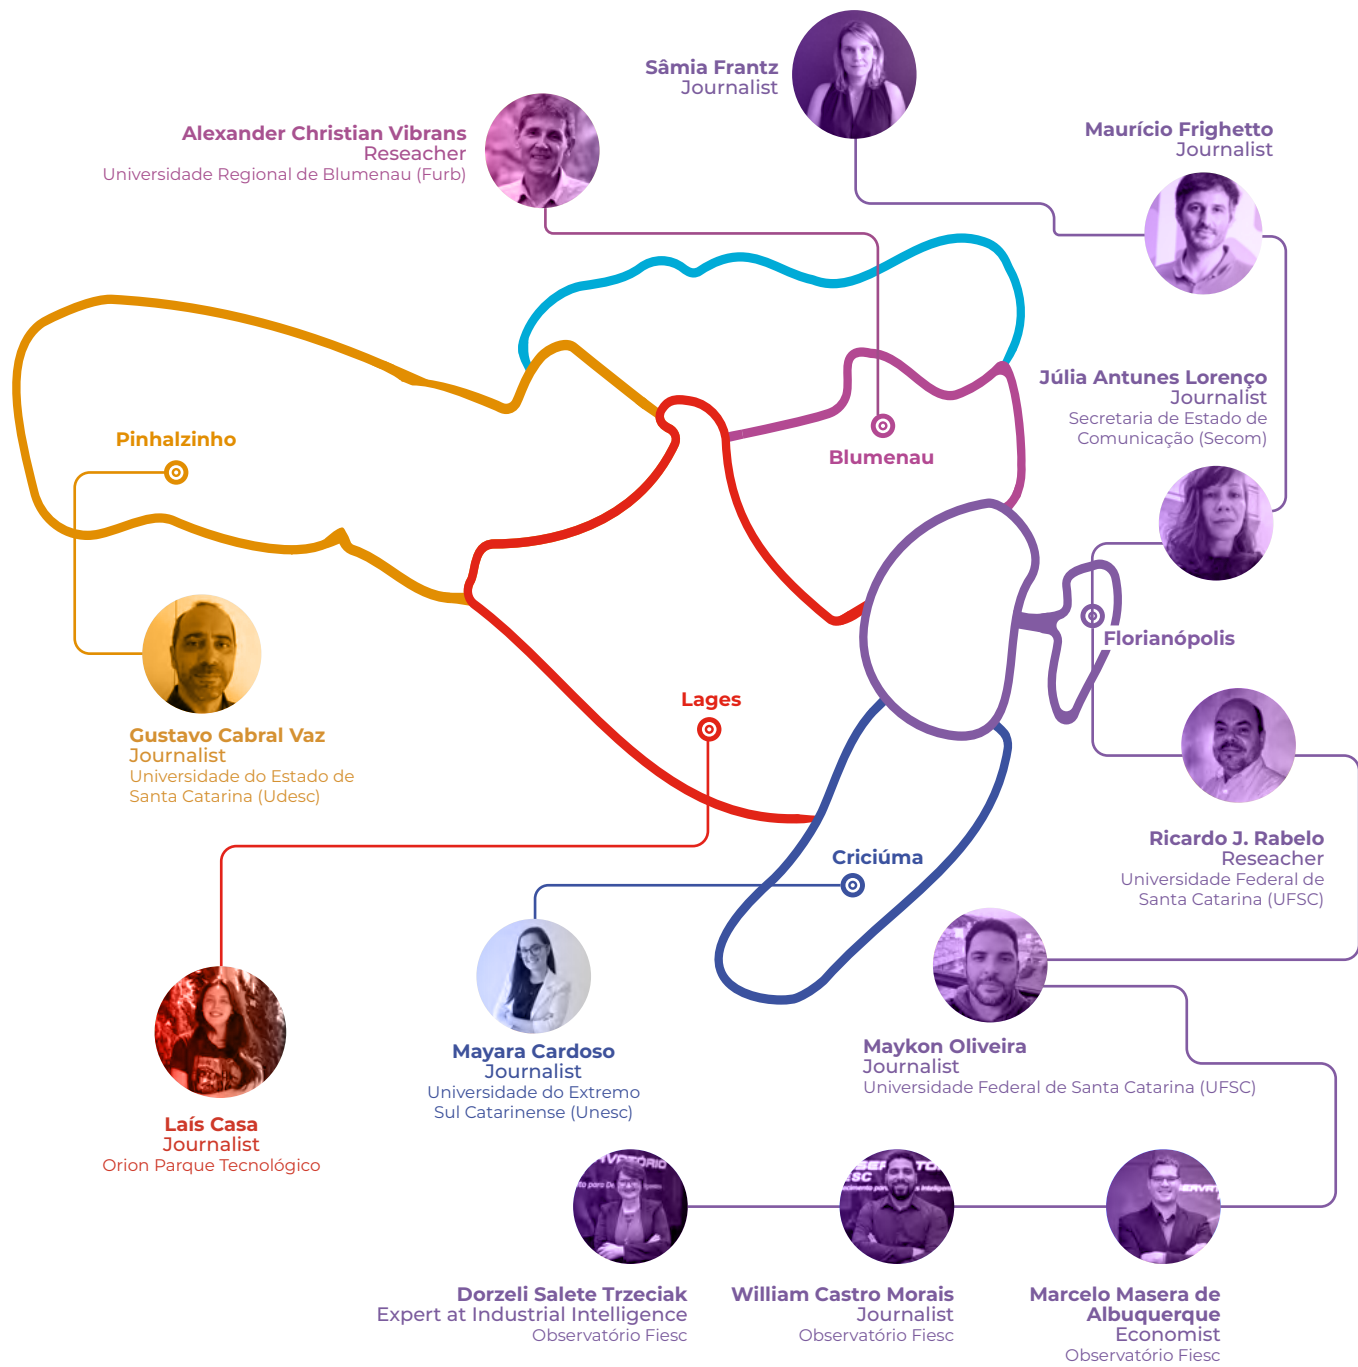 Sâmia Frantz
Journalist
Alexander Christian Vibrans
Reseacher
Universidade Regional de Blumenau (Furb)
Maurício Frighetto
Journalist
Júlia Antunes Lorenço
Journalist
Secretaria de Estado de
Comunicação (Secom)
Pinhalzinho
Blumenau
Florianópolis
Gustavo Cabral Vaz
Journalist
Universidade do Estado de
Santa Catarina (Udesc)
Lages
Ricardo J. Rabelo
Reseacher
Universidade Federal de
Santa Catarina (UFSC)
Criciúma
Mayara Cardoso
Journalist
Universidade do Extremo
Sul Catarinense (Unesc)
Maykon Oliveira
Journalist
Universidade Federal de Santa Catarina (UFSC)
Laís Casa
Journalist
Orion Parque Tecnológico
Dorzeli Salete Trzeciak
Expert at Industrial Intelligence
Observatório Fiesc
William Castro Morais
Journalist
Observatório Fiesc
Marcelo Masera de
Albuquerque
Economist
Observatório Fiesc